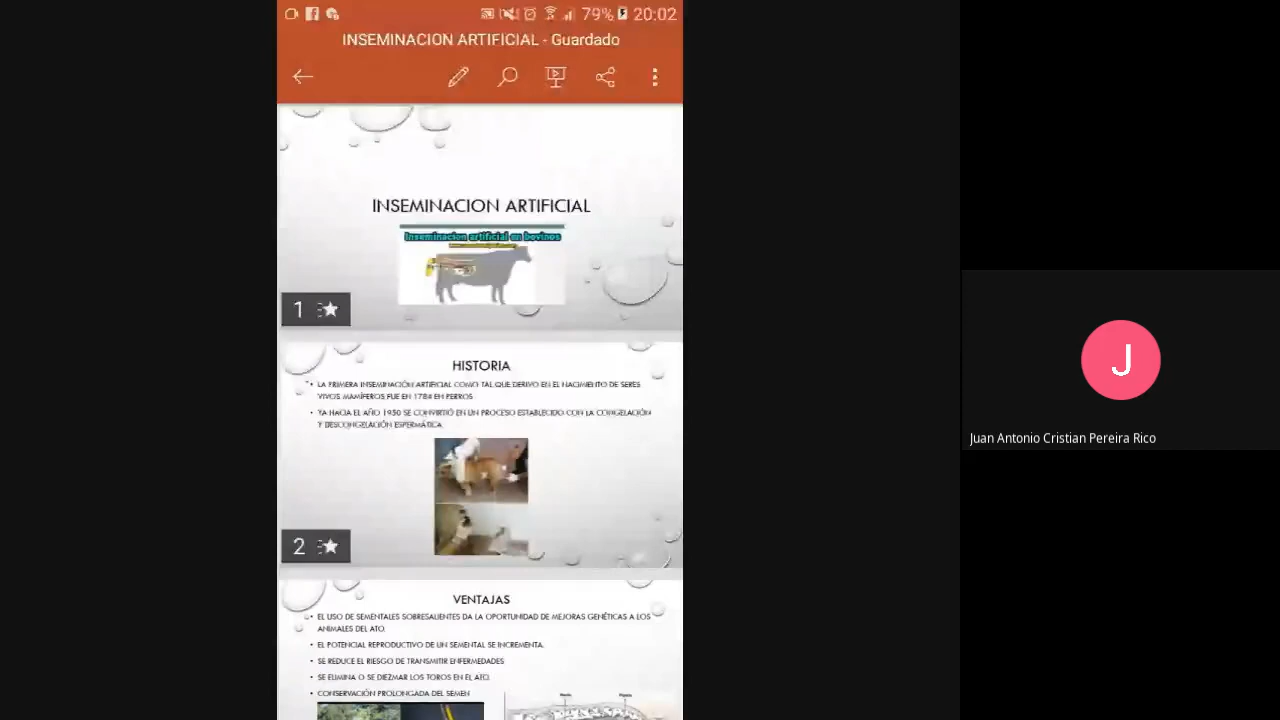 79% 20:02
INSEMINACION ARTIFICIAL - Guardado
INSEMINACION ARTIFICIAL
Inseminacion artificial en bovinos
1
HISTORIA
• LA PRIMERA INSEMINACIÓN ARTIFICIAL COMO TAL QUE DERIVO EN EL NACIMIENTO DE SERES
VIVOS MAMÍFEROS FUE EN 1784 EN PERROS
• YA HACIA EL AÑO 1950 SE CONVIRTIÓ EN UN PROCESO ESTABLECIDO CON LA CONGELACIÓN
Y DESCONGELACIÓN ESPERMÁTICA
2
VENTAJAS
• EL USO DE SEMENTALES SOBRESALIENTES DA LA OPORTUNIDAD DE MEJORAS GENÉTICAS A LOS
ANIMALES DEL ATO.
• EL POTENCIAL REPRODUCTIVO DE UN SEMENTAL SE INCREMENTA.
• SE REDUCE EL RIESGO DE TRANSMITIR ENFERMEDADES
• SE ELIMINA O SE DIEZMAR LOS TOROS EN EL ATO.
• CONSERVACIÓN PROLONGADA DEL SEMEN
J
Juan Antonio Cristian Pereira Rico